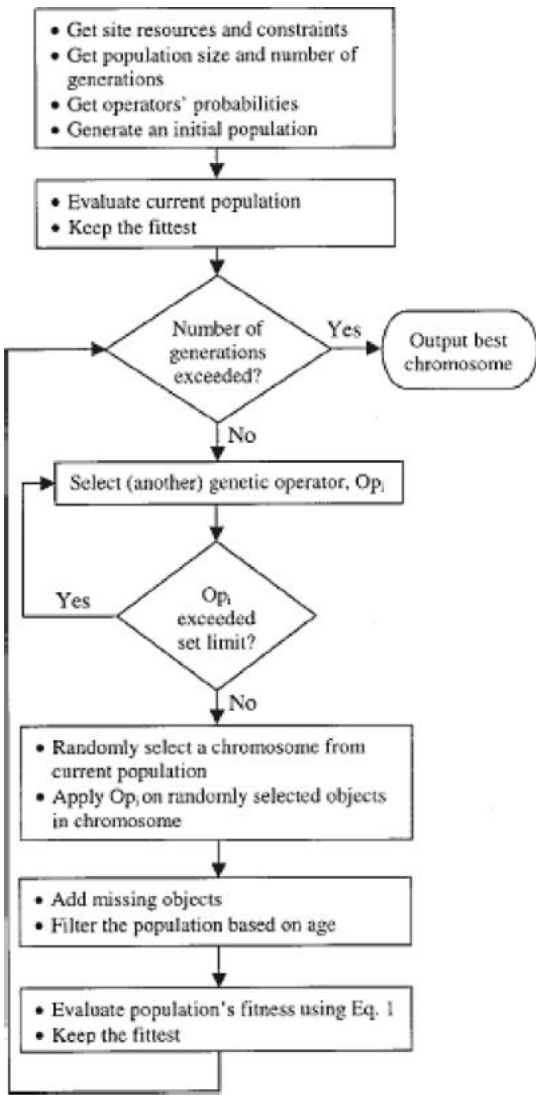 • Get site resources and constraints
• Get population size and number of
generations
• Get operators' probabilities
• Generate an initial population
• Evaluate current population
• Keep the fittest
Number of
generations
exceeded?
Yes
Output best
chromosome
No
Select (another) genetic operator, Opᵢ
Yes
Opᵢ
exceeded
set limit?
No
• Randomly select a chromosome from
current population
• Apply Opᵢ on randomly selected objects
in chromosome
• Add missing objects
• Filter the population based on age
• Evaluate population's fitness using Eq. 1
• Keep the fittest